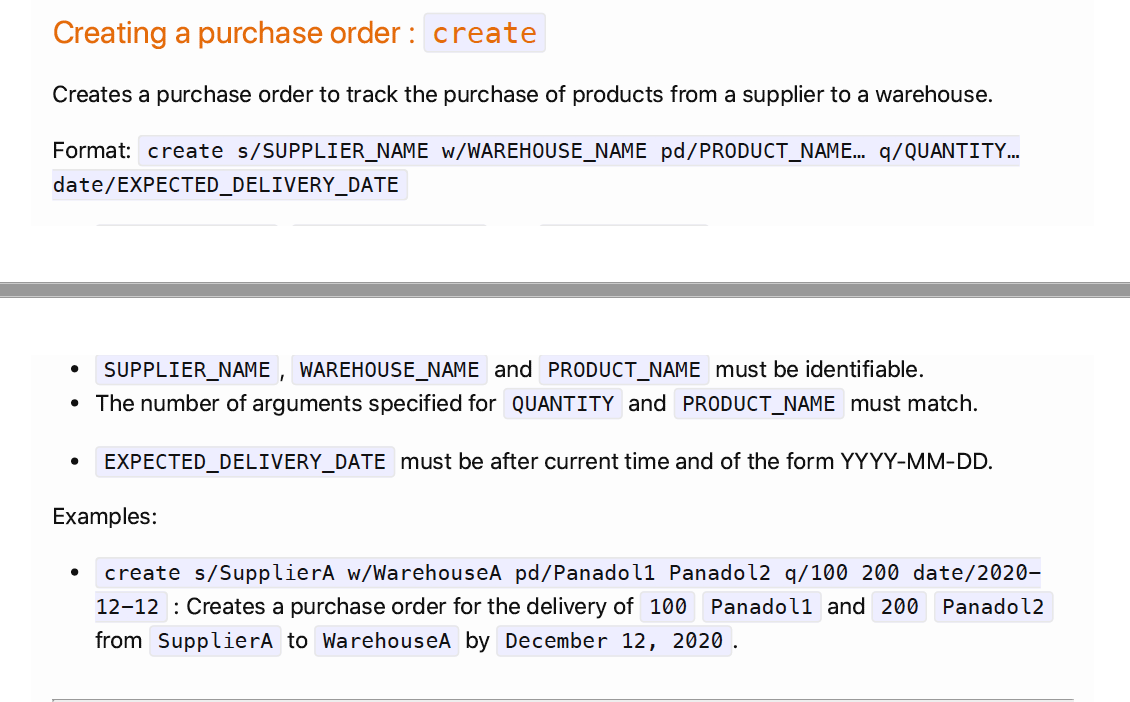 Creating a purchase order : create
Creates a purchase order to track the purchase of products from a supplier to a warehouse.
Format: create s/SUPPLIER_NAME w/WAREHOUSE_NAME pd/PRODUCT_NAME… q/QUANTITY…
date/EXPECTED_DELIVERY_DATE
• SUPPLIER_NAME, WAREHOUSE_NAME and PRODUCT_NAME must be identifiable.
• The number of arguments specified for QUANTITY and PRODUCT_NAME must match.
• EXPECTED_DELIVERY_DATE must be after current time and of the form YYYY-MM-DD.
Examples:
• create s/SupplierA w/WarehouseA pd/Panadol1 Panadol2 q/100 200 date/2020-
12-12 : Creates a purchase order for the delivery of 100 Panadol1 and 200 Panadol2
from SupplierA to WarehouseA by December 12, 2020.